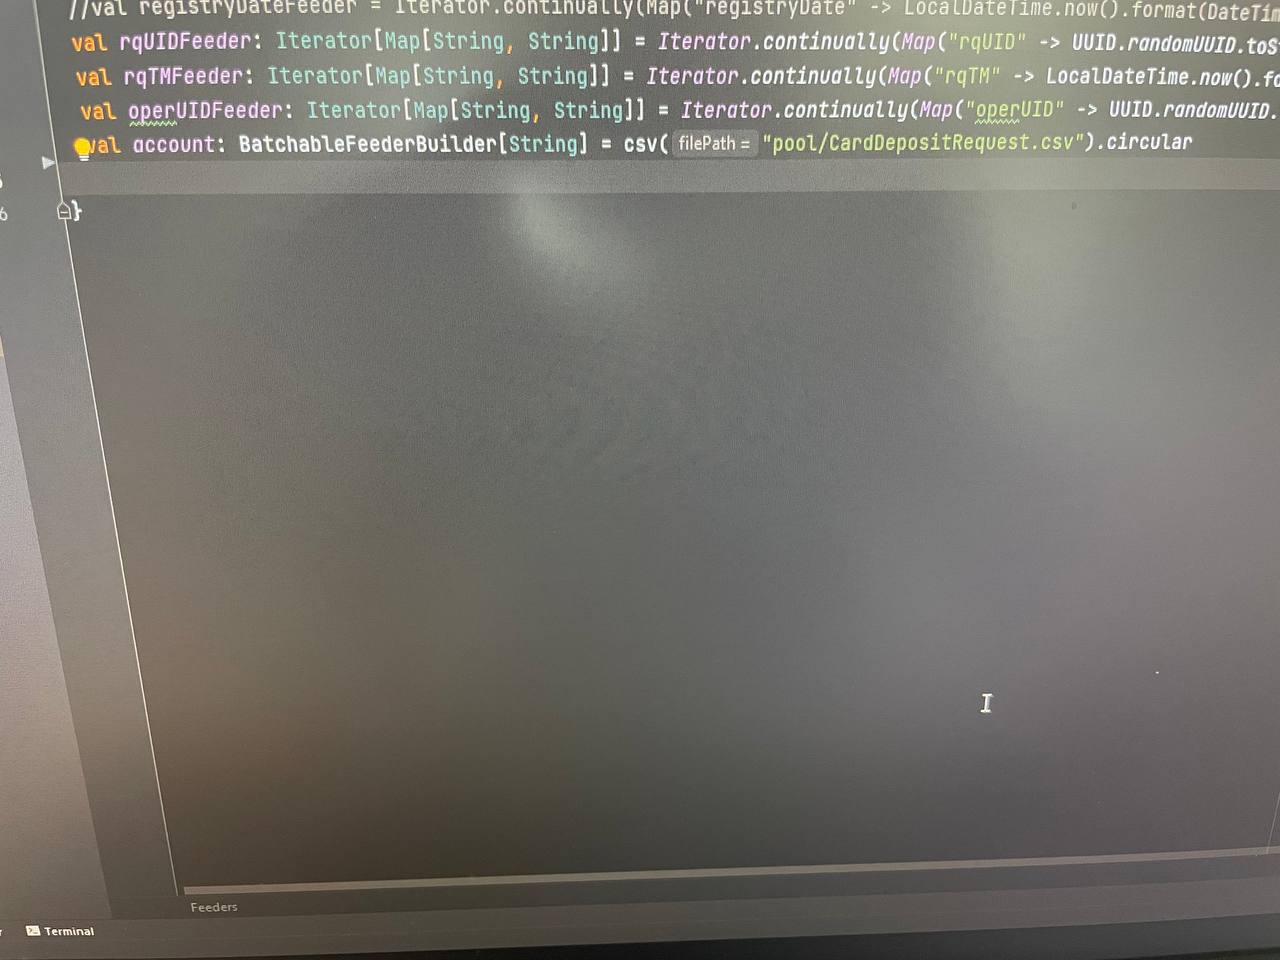 //val registryDateFeeder = Iterator.continually(Map("registryDate" -> LocalDateTime.now().format(DateTim
val rqUIDFeeder: Iterator[Map[String, String]] = Iterator.continually(Map("rqUID" -> UUID.randomUUID.toS
val rqTMFeeder: Iterator[Map[String, String]] = Iterator.continually(Map("rqTM" -> LocalDateTime.now().fo
val operUIDFeeder: Iterator[Map[String, String]] = Iterator.continually(Map("operUID" -> UUID.randomUUID.
val account: BatchableFeederBuilder[String] = csv( filePath = "pool/CardDepositRequest.csv").circular
6 }
Feeders
Terminal